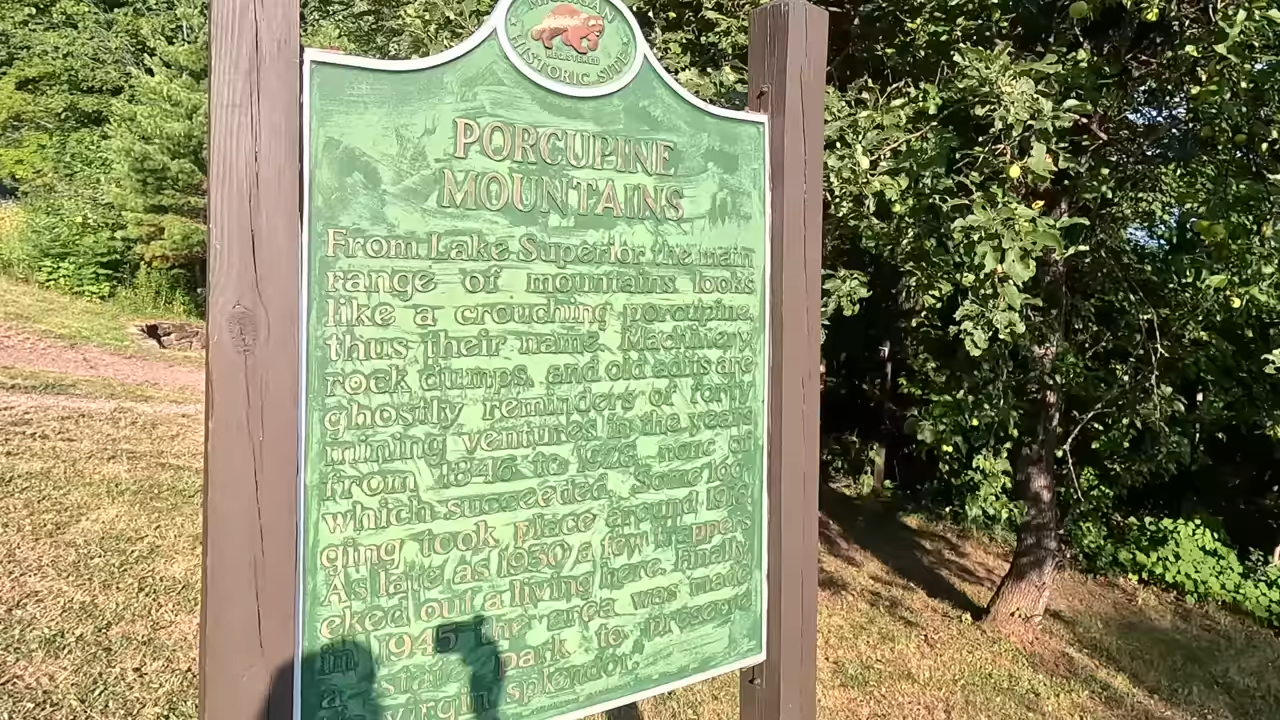 MICHIGAN
REGISTERED
HISTORIC SITE
PORCUPINE
MOUNTAINS
From Lake Superior the main
range of mountains looks
like a crouching porcupine,
thus their name. Machinery,
rock dumps, and old adits are
ghostly reminders of forty
mining ventures in the years
from 1846 to 1928, none of
which succeeded. Some log-
ging took place around 1916.
As late as 1930 a few trappers
eked out a living here. Finally,
in 1945 the area was made
a state park to preserve
its virgin splendor.